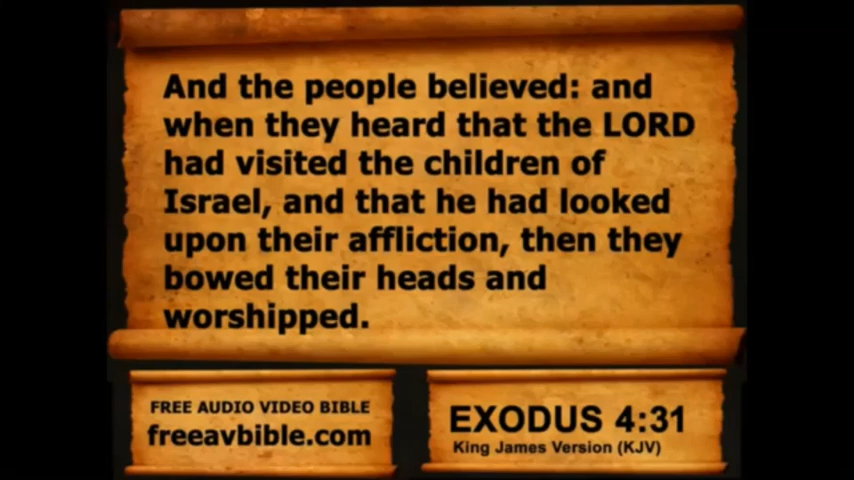 And the people believed: and
when they heard that the LORD
had visited the children of
Israel, and that he had looked
upon their affliction, then they
bowed their heads and
worshipped.
FREE AUDIO VIDEO BIBLE
freeavbible.com
EXODUS 4:31
King James Version (KJV)